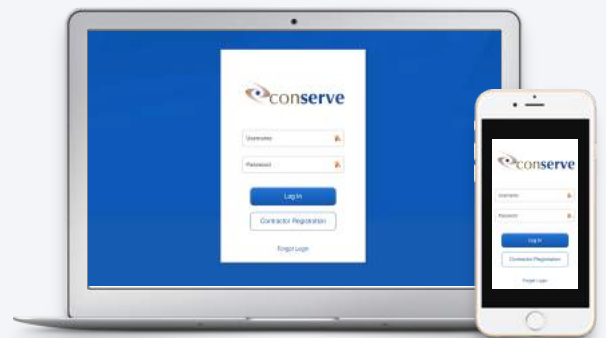 conserve
Username
Password
Log In
Contractor Registration
Forgot Login
conserve
Username
Password
Log In
Contractor Registration
Forgot Login